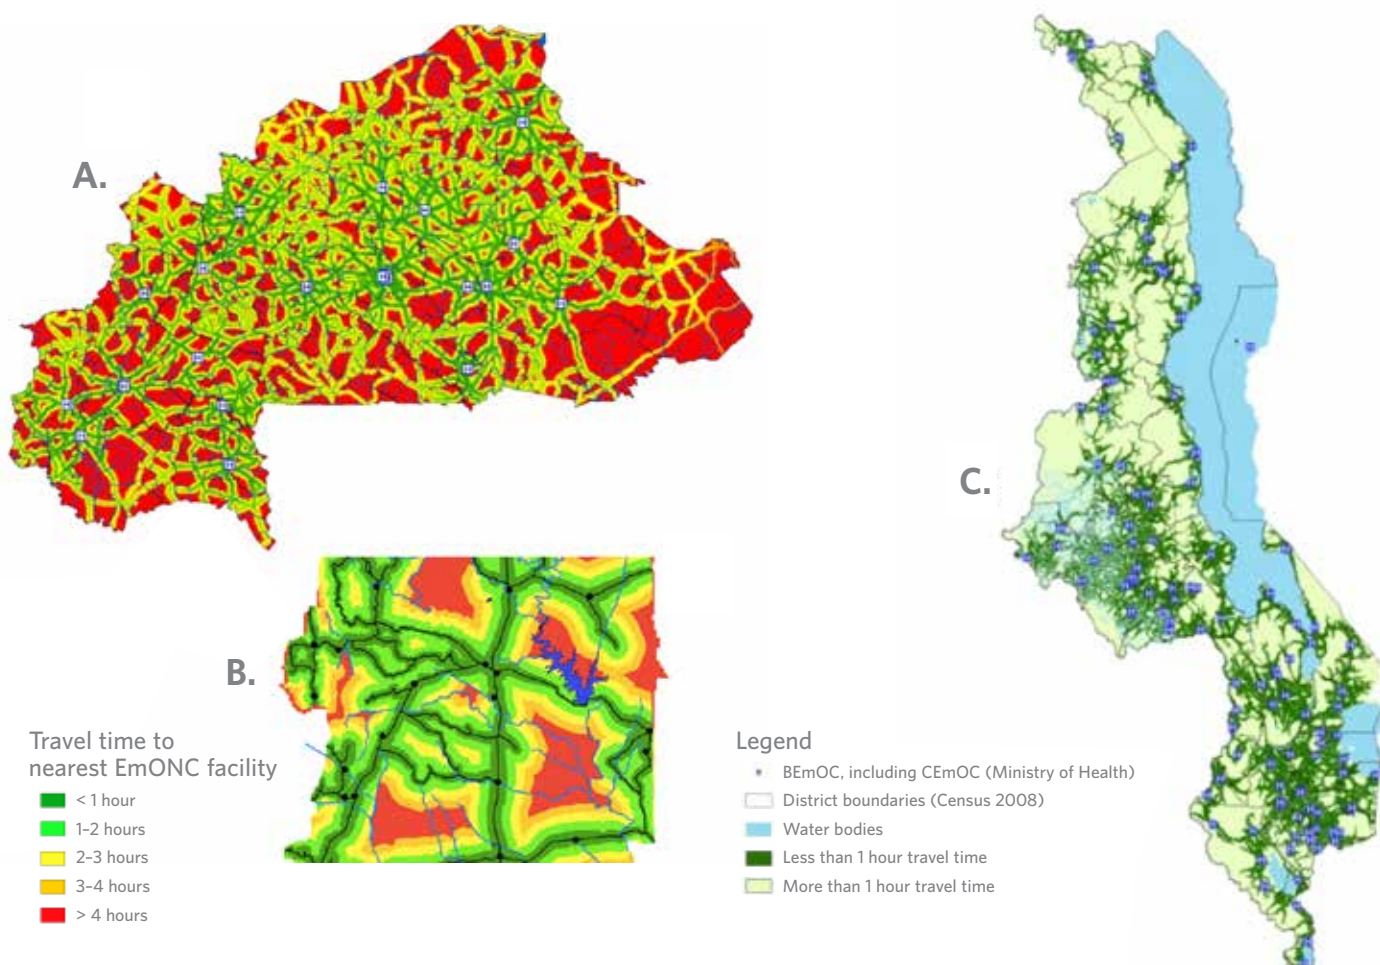 A.
B.
C.
Travel time to
nearest EmONC facility
< 1 hour
1–2 hours
2–3 hours
3–4 hours
> 4 hours
Legend
BEmOC, including CEmOC (Ministry of Health)
District boundaries (Census 2008)
Water bodies
Less than 1 hour travel time
More than 1 hour travel time